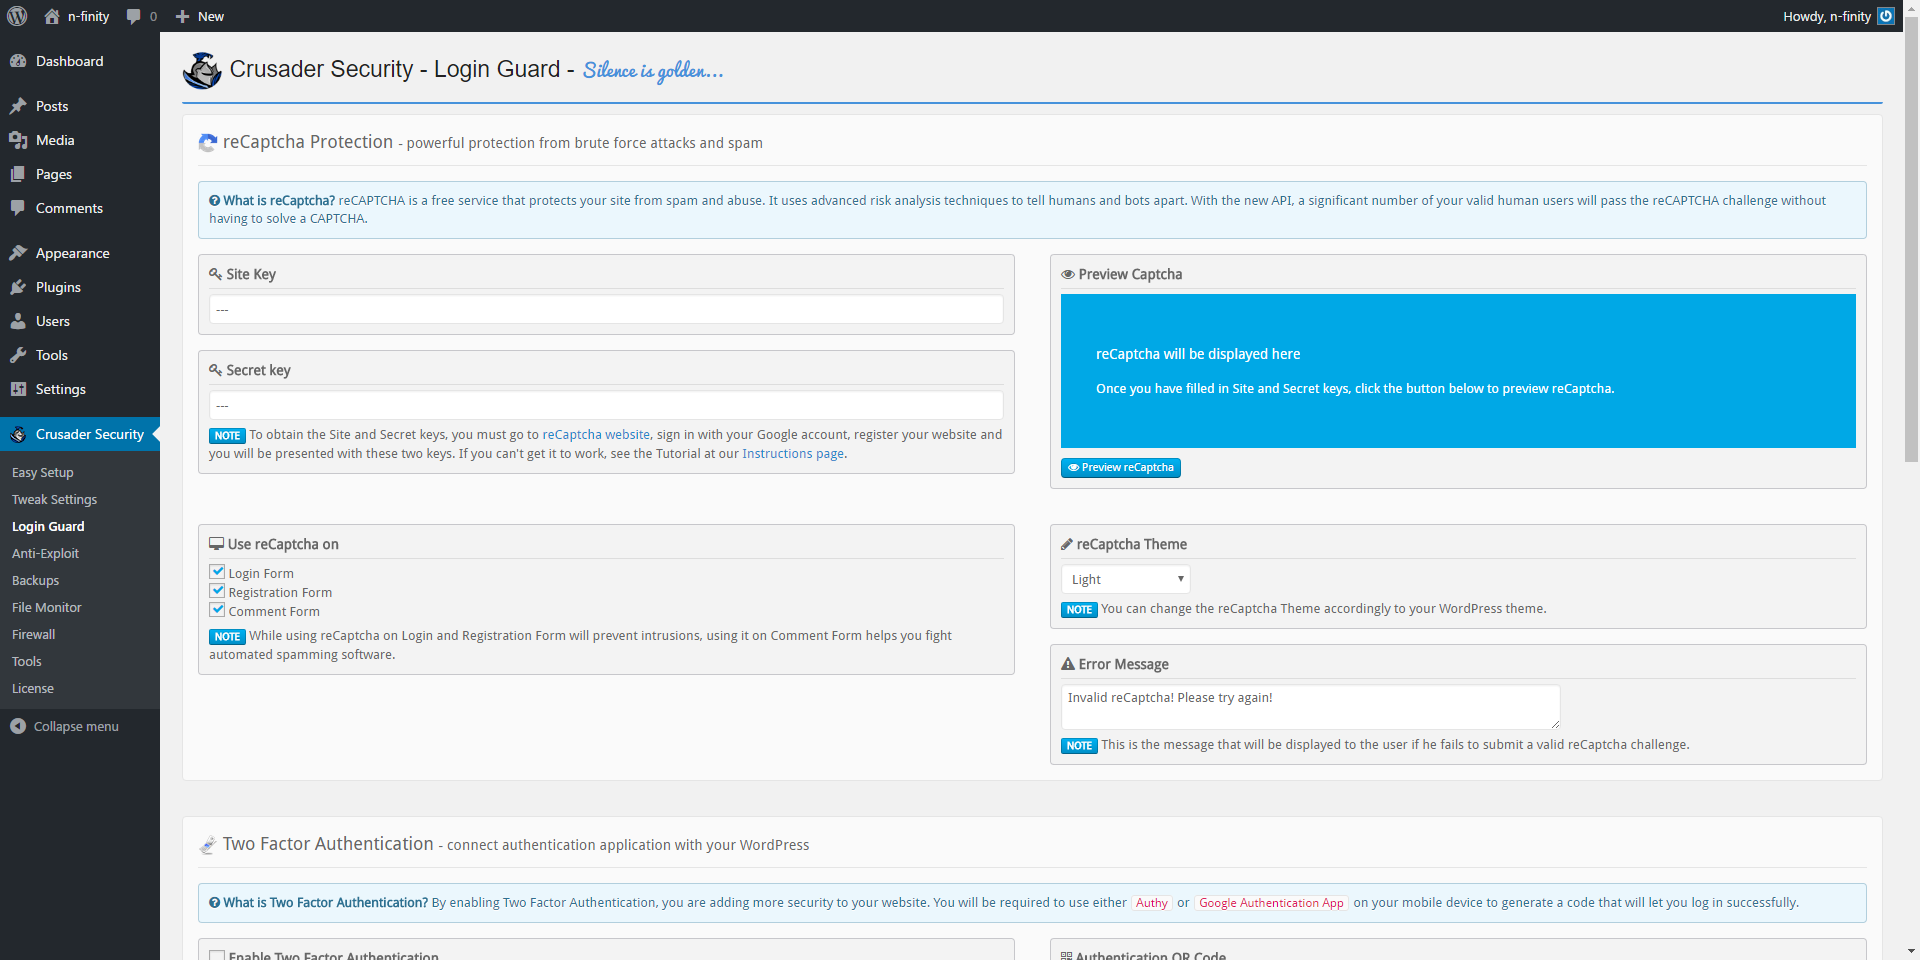 n-finity
0
New
Howdy, n-finity
Dashboard
Posts
Media
Pages
Comments
Appearance
Plugins
Users
Tools
Settings
Crusader Security
Easy Setup
Tweak Settings
Login Guard
Anti-Exploit
Backups
File Monitor
Firewall
Tools
License
Collapse menu
Crusader Security - Login Guard - Silence is golden...
reCaptcha Protection - powerful protection from brute force attacks and spam
What is reCaptcha? reCAPTCHA is a free service that protects your site from spam and abuse. It uses advanced risk analysis techniques to tell humans and bots apart. With the new API, a significant number of your valid human users will pass the reCAPTCHA challenge without
having to solve a CAPTCHA.
Site Key
---
Secret key
---
NOTE To obtain the Site and Secret keys, you must go to reCaptcha website, sign in with your Google account, register your website and
you will be presented with these two keys. If you can't get it to work, see the Tutorial at our Instructions page.
Preview Captcha
reCaptcha will be displayed here
Once you have filled in Site and Secret keys, click the button below to preview reCaptcha.
Preview reCaptcha
Use reCaptcha on
Login Form
Registration Form
Comment Form
NOTE While using reCaptcha on Login and Registration Form will prevent intrusions, using it on Comment Form helps you fight
automated spamming software.
reCaptcha Theme
Light
NOTE You can change the reCaptcha Theme accordingly to your WordPress theme.
Error Message
Invalid reCaptcha! Please try again!
NOTE This is the message that will be displayed to the user if he fails to submit a valid reCaptcha challenge.
Two Factor Authentication - connect authentication application with your WordPress
What is Two Factor Authentication? By enabling Two Factor Authentication, you are adding more security to your website. You will be required to use either Authy or Google Authentication App on your mobile device to generate a code that will let you log in successfully.
Enable Two Factor Authentication
Authentication QR Code